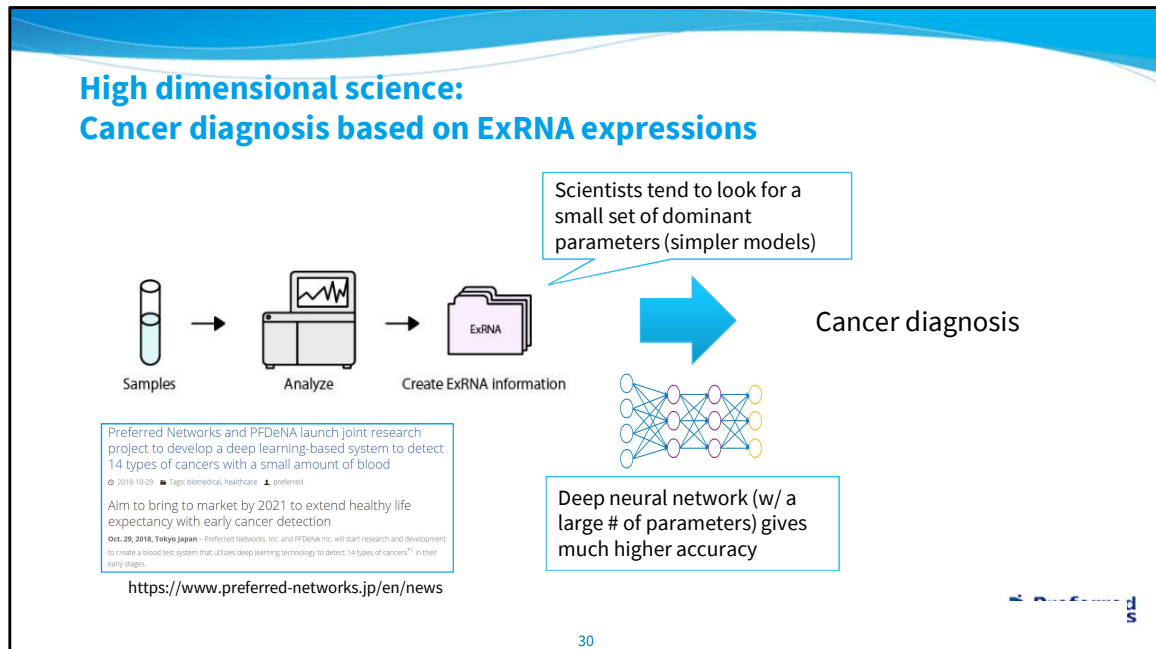 High dimensional science:
Cancer diagnosis based on ExRNA expressions
Scientists tend to look for a
small set of dominant
parameters (simpler models)
ExRNA
Samples
Analyze
Create ExRNA information
Cancer diagnosis
Preferred Networks and PFDeNA launch joint research
project to develop a deep learning-based system to detect
14 types of cancers with a small amount of blood
2018-10-29 Tags: biomedical, healthcare preferred
Aim to bring to market by 2021 to extend healthy life
expectancy with early cancer detection
Oct. 29, 2018, Tokyo Japan – Preferred Networks, Inc. and PFDeNA Inc. will start research and development
to create a blood test system that utilizes deep learning technology to detect 14 types of cancers*1 in their
early stages.
https://www.preferred-networks.jp/en/news
Deep neural network (w/ a
large # of parameters) gives
much higher accuracy
30